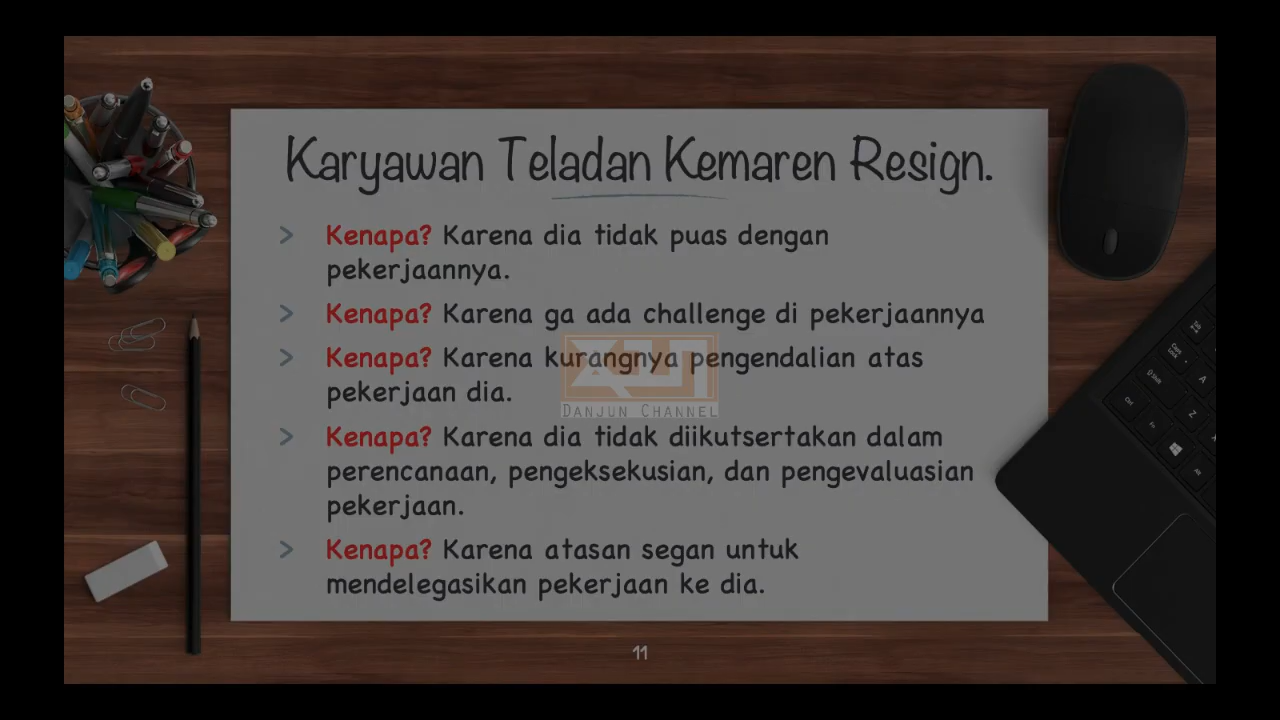 Karyawan Teladan Kemaren Resign.
> Kenapa? Karena dia tidak puas dengan
pekerjaannya.
> Kenapa? Karena ga ada challenge di pekerjaannya
> Kenapa? Karena kurangnya pengendalian atas
pekerjaan dia.
DANJUN CHANNEL
> Kenapa? Karena dia tidak diikutsertakan dalam
perencanaan, pengeksekusian, dan pengevaluasian
pekerjaan.
> Kenapa? Karena atasan segan untuk
mendelegasikan pekerjaan ke dia.
11